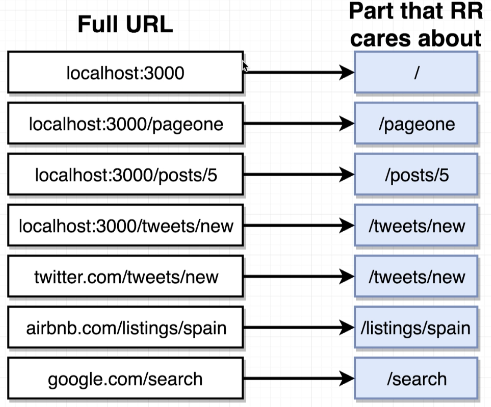 Full URL
Part that RR
cares about
localhost:3000
/
localhost:3000/pageone
/pageone
localhost:3000/posts/5
/posts/5
localhost:3000/tweets/new
/tweets/new
twitter.com/tweets/new
/tweets/new
airbnb.com/listings/spain
/listings/spain
google.com/search
/search